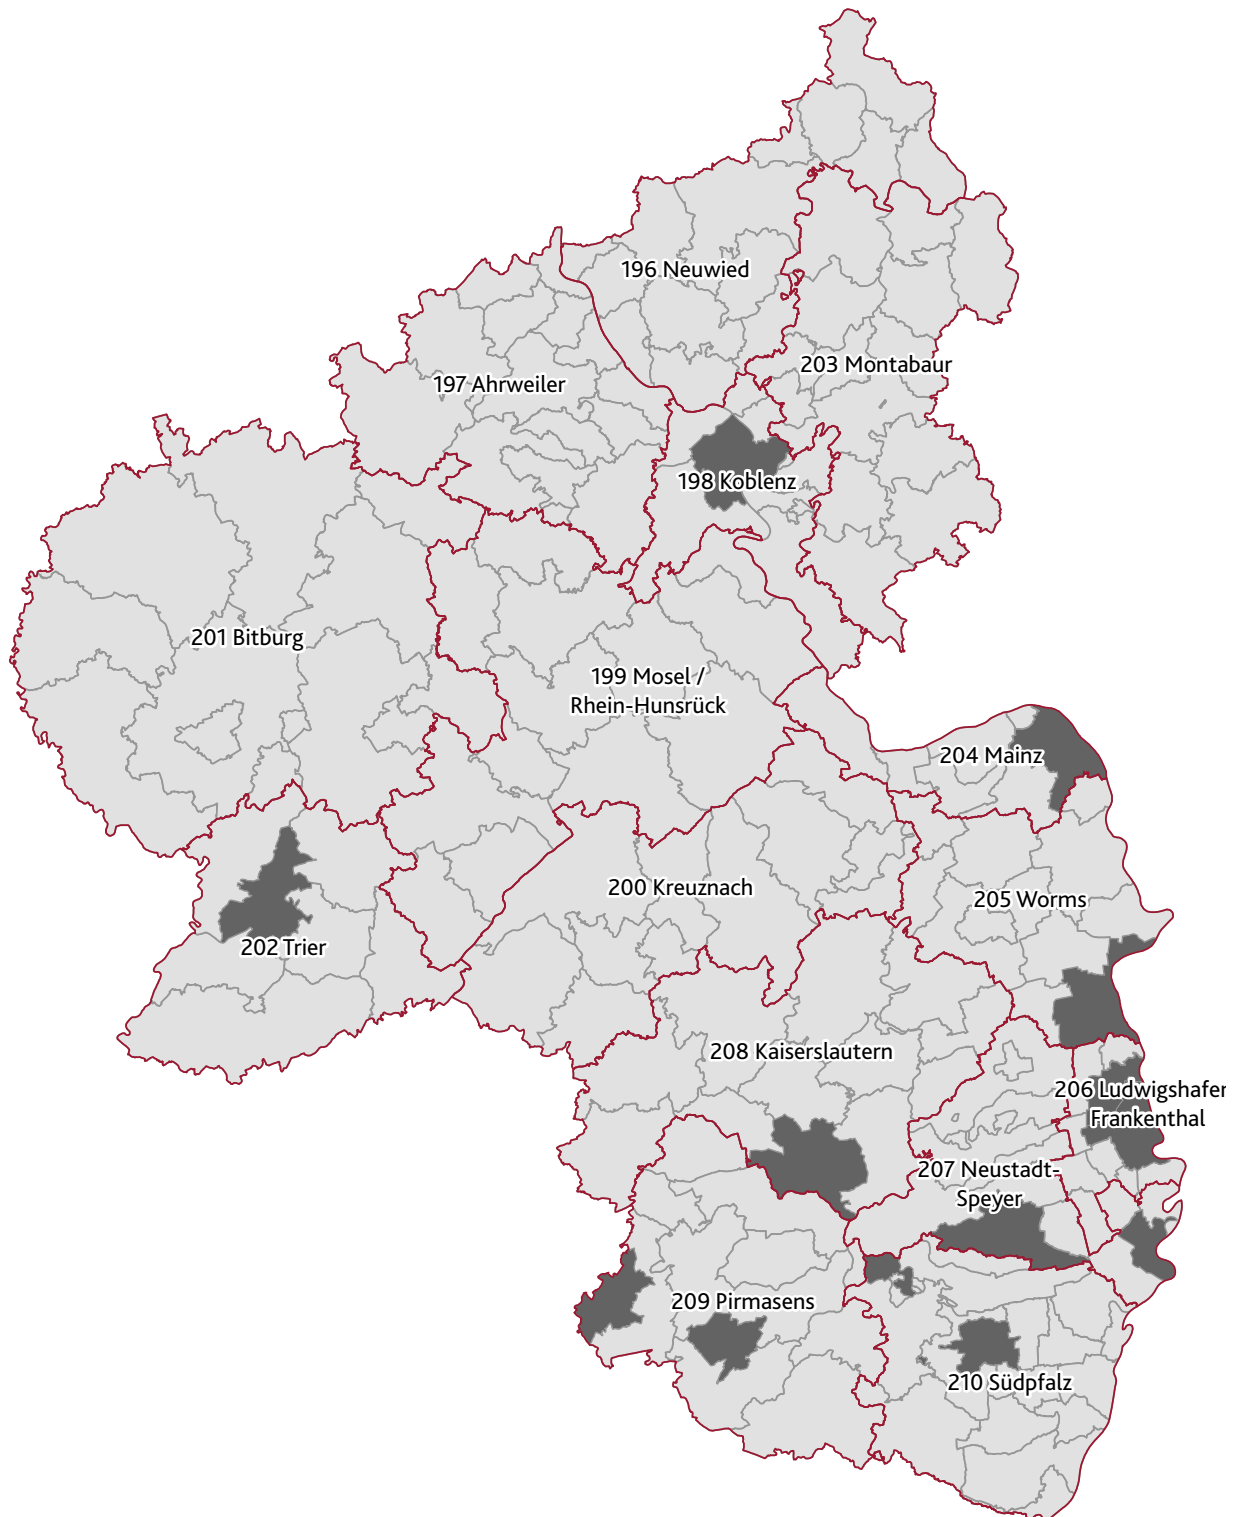 196 Neuwied
203 Montabaur
197 Ahrweiler
198 Koblenz
201 Bitburg
199 Mosel /
Rhein-Hunsrück
204 Mainz
200 Kreuznach
205 Worms
202 Trier
208 Kaiserslautern
206 Ludwigshafen
Frankenthal
207 Neustadt-
Speyer
209 Pirmasens
210 Südpfalz